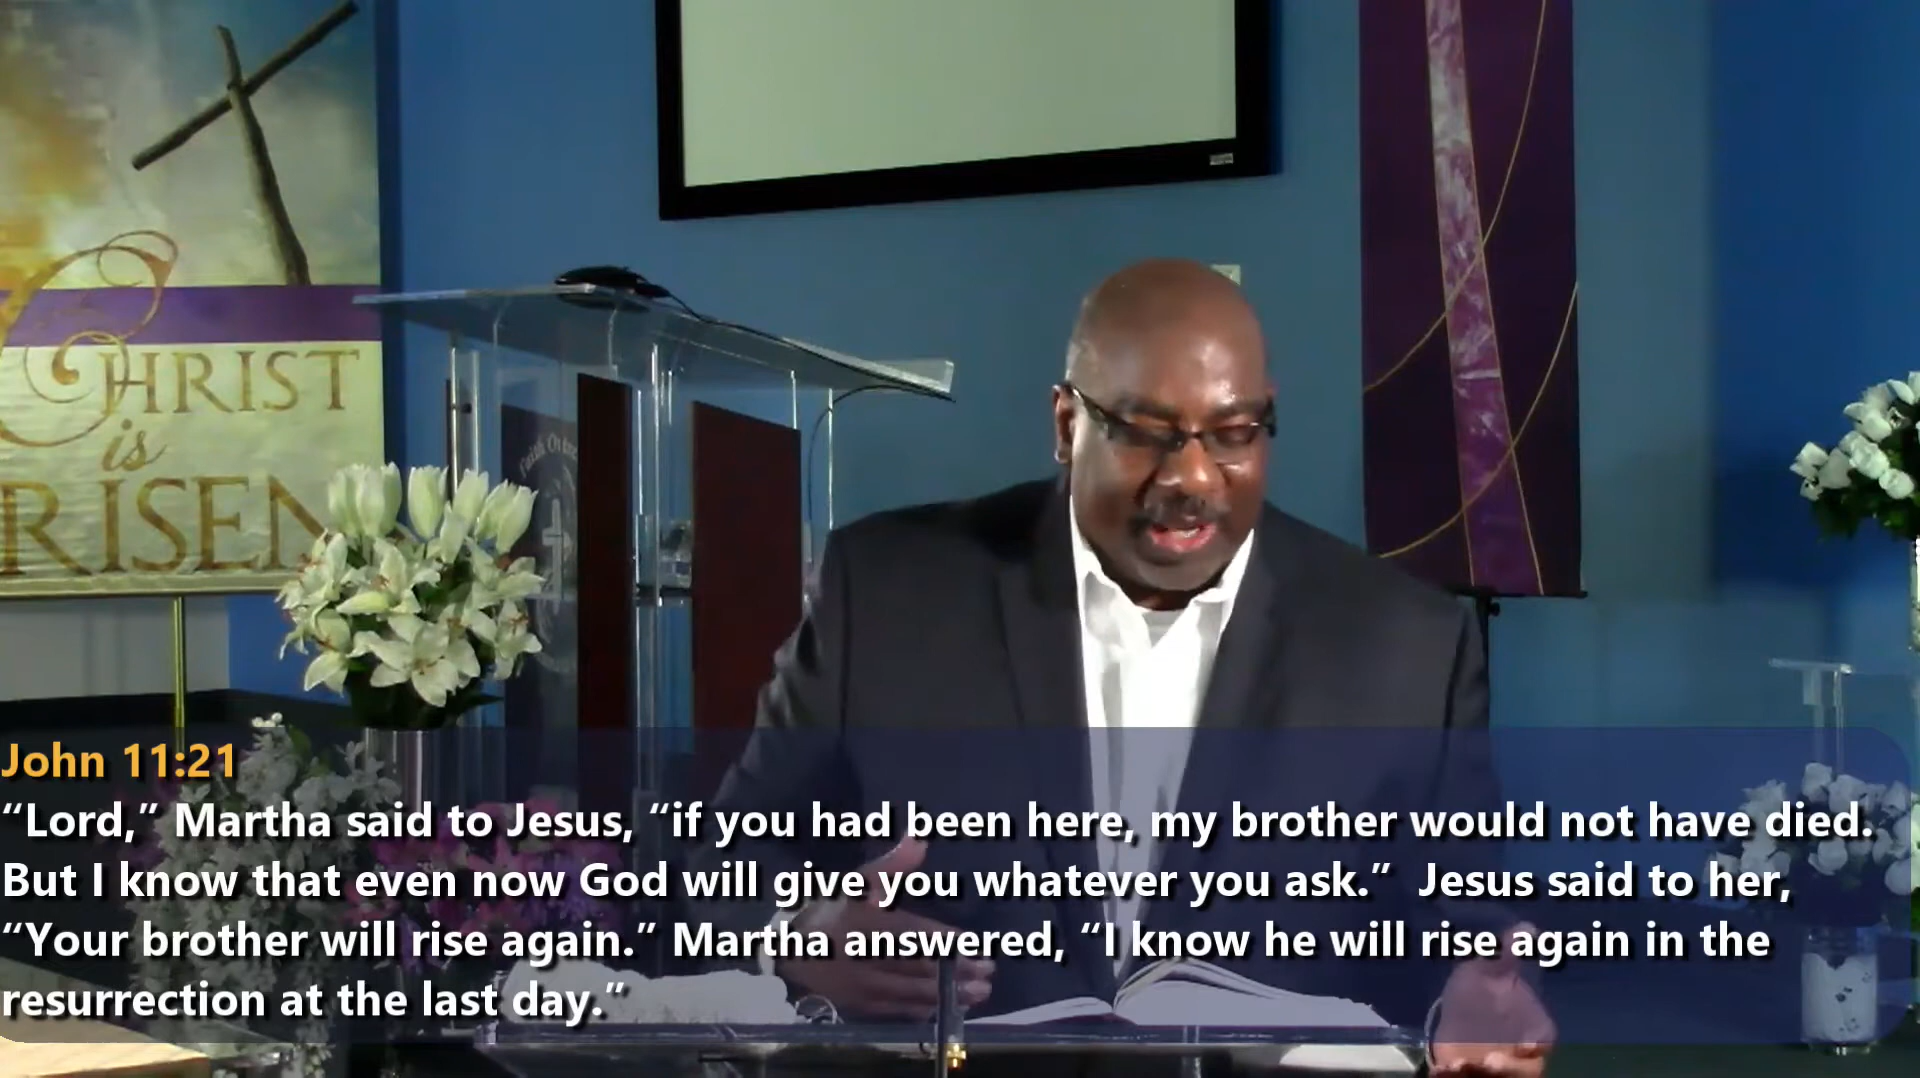 CHRIST
is
RISEN
John 11:21
“Lord,” Martha said to Jesus, “if you had been here, my brother would not have died.
But I know that even now God will give you whatever you ask.”  Jesus said to her,
“Your brother will rise again.” Martha answered, “I know he will rise again in the
resurrection at the last day.”